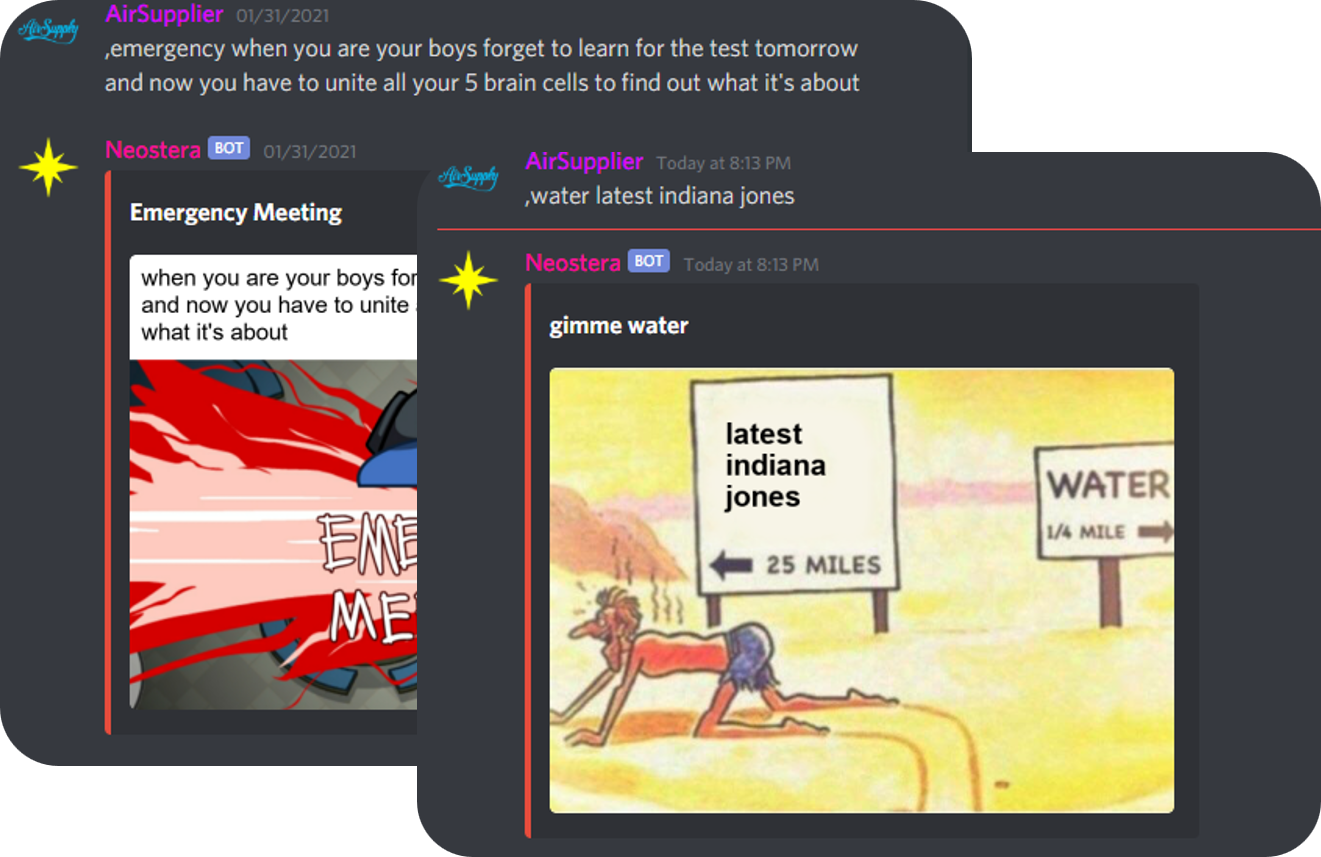 AirSupply
AirSupplier 01/31/2021
,emergency when you are your boys forget to learn for the test tomorrow
and now you have to unite all your 5 brain cells to find out what it's about
Neostera BOT 01/31/2021
Emergency Meeting
when you are your boys for
and now you have to unite
what it's about
EME
ME
AirSupply
AirSupplier Today at 8:13 PM
,water latest indiana jones
Neostera BOT Today at 8:13 PM
gimme water
latest
indiana
jones
25 MILES
WATER
1/4 MILE